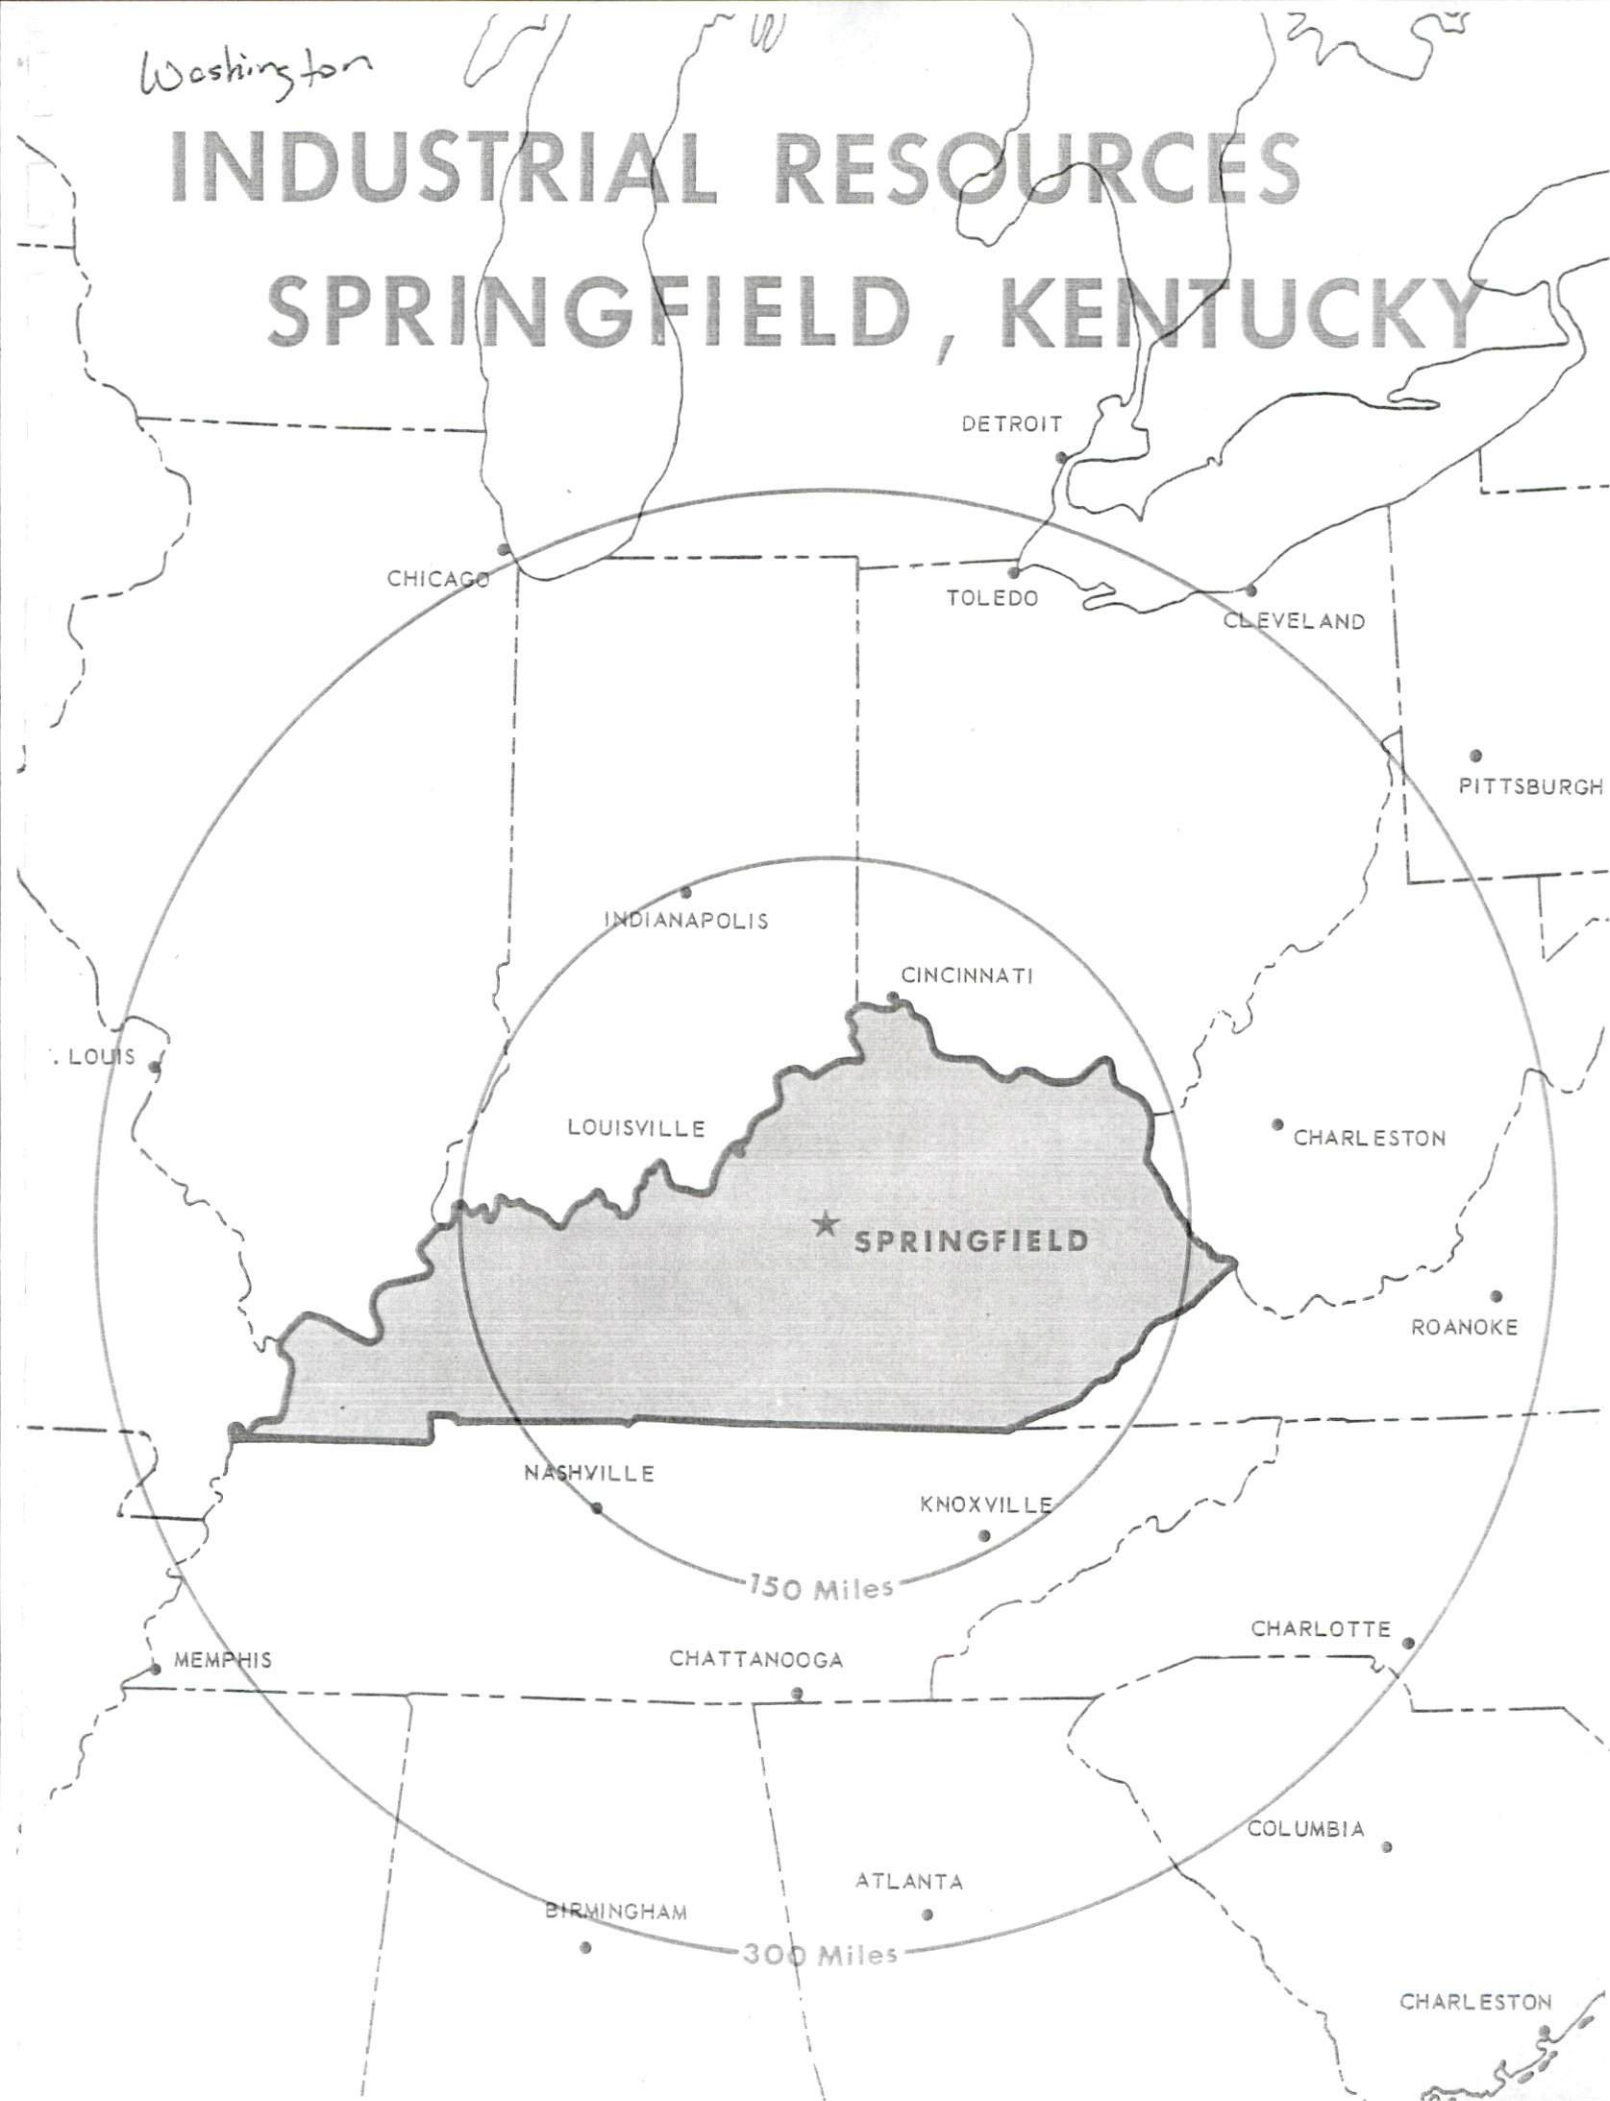 Washington
INDUSTRIAL RESOURCES
SPRINGFIELD, KENTUCKY
DETROIT
CHICAGO
TOLEDO
CLEVELAND
PITTSBURGH
INDIANAPOLIS
CINCINNATI
. LOUIS
LOUISVILLE
CHARLESTON
SPRINGFIELD
ROANOKE
NASHVILLE
KNOXVILLE
150 Miles
CHARLOTTE
MEMPHIS
CHATTANOOGA
COLUMBIA
ATLANTA
BIRMINGHAM
300 Miles
CHARLESTON